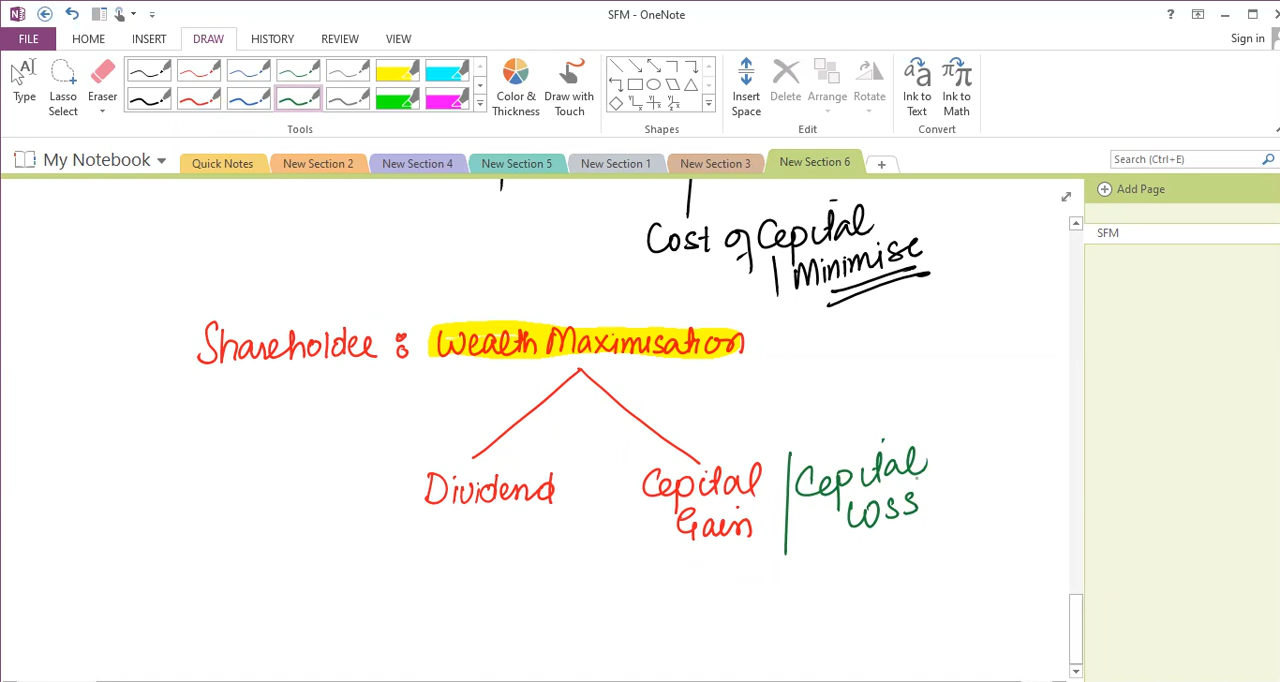 SFM - OneNote
Sign in
FILE HOME INSERT DRAW HISTORY REVIEW VIEW
Type
Lasso Select
Eraser
Color & Thickness
Draw with Touch
Insert Space
Delete
Arrange
Rotate
Ink to Text
Ink to Math
Tools
Shapes
Edit
Convert
My Notebook
Quick Notes
New Section 2
New Section 4
New Section 5
New Section 1
New Section 3
New Section 6
Search (Ctrl+E)
Add Page
SFM
Cost of Cepital
Minimise
Shareholdee : Wealth Maximisation
Dividend
Cepital
Gain
Cepital
Loss